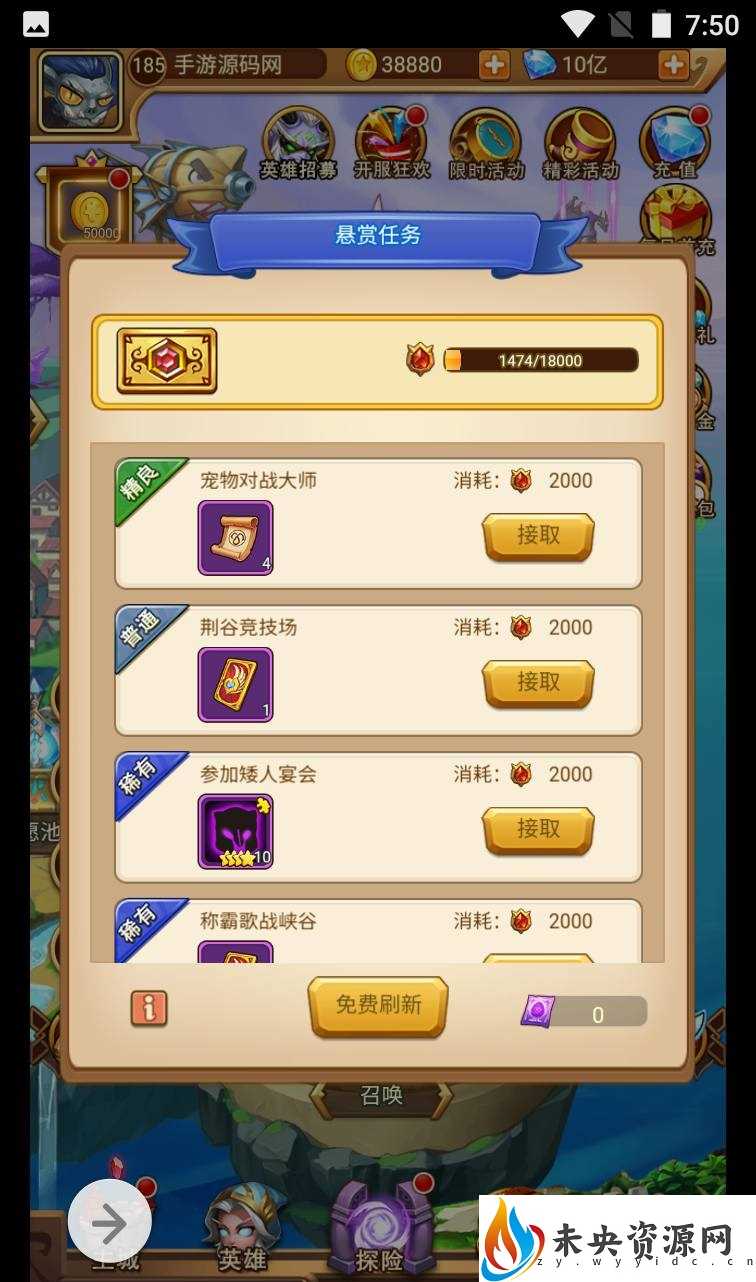 7:50
185 手游源码网 38880 10亿
英雄招募 开服狂欢 限时活动 精彩活动 充值
50000
悬赏任务
礼
金
包
1474/18000
精良 宠物对战大师 消耗: 2000
4
接取
普通 荆谷竞技场 消耗: 2000
1
接取
稀有 参加矮人宴会 消耗: 2000
10
接取
愿池
稀有 称霸歌战峡谷 消耗: 2000
免费刷新 0
召唤
主城 英雄 探险
未央资源网
zy.wyyidc.cn